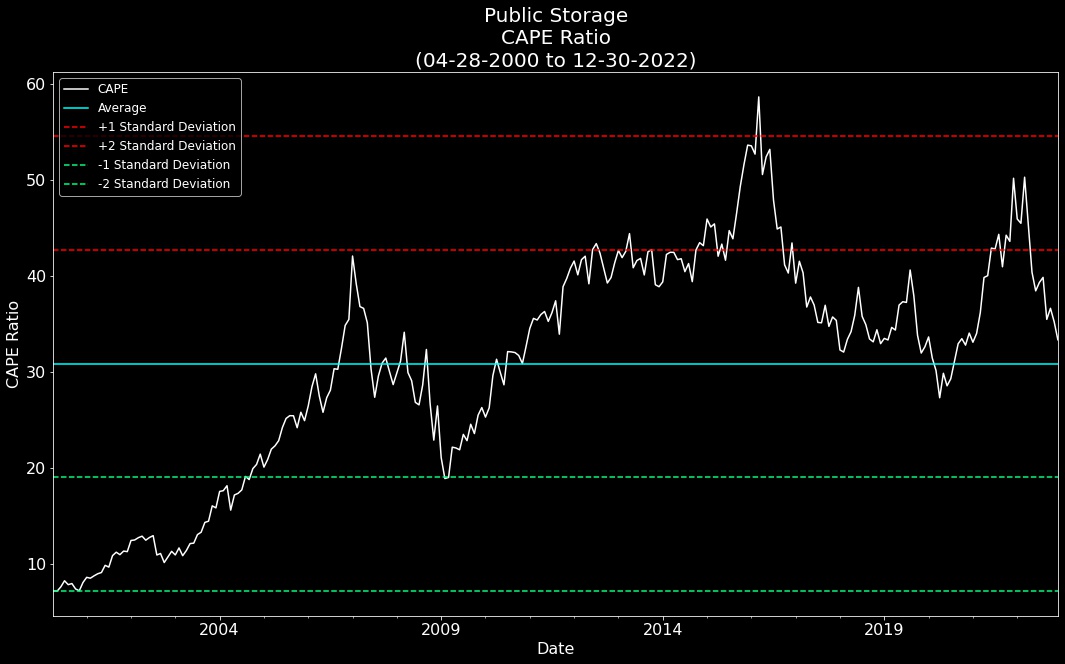 Public Storage
CAPE Ratio
(04-28-2000 to 12-30-2022)
CAPE
Average
+1 Standard Deviation
+2 Standard Deviation
-1 Standard Deviation
-2 Standard Deviation
60
50
40
30
20
10
CAPE Ratio
2004
2009
2014
2019
Date